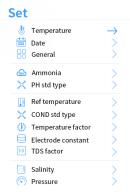 Set
Temperature
Date
General
Ammonia
PH std type
Ref temperature
COND std type
Temperature factor
Electrode constant
TDS factor
Salinity
Pressure